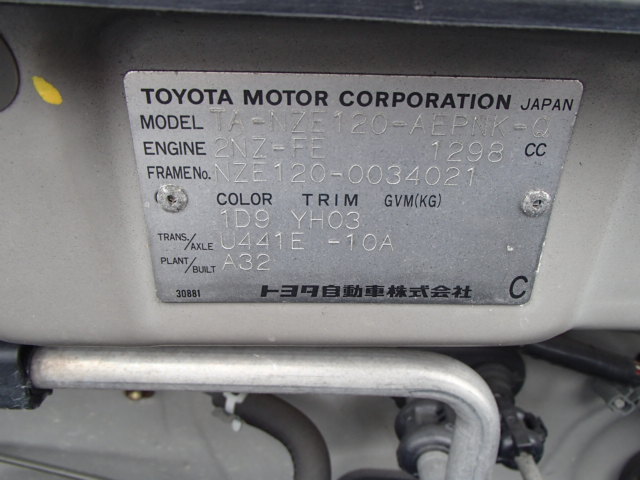 TOYOTA MOTOR CORPORATION JAPAN
MODEL TA-NZE120-AEPNK-Q
ENGINE 2NZ-FE 1298 CC
FRAME No. NZE120-0034021
COLOR TRIM GVM(KG)
1D9 YH03
TRANS./AXLE U441E -10A
PLANT/BUILT A32
30881 トヨタ自動車株式会社 C